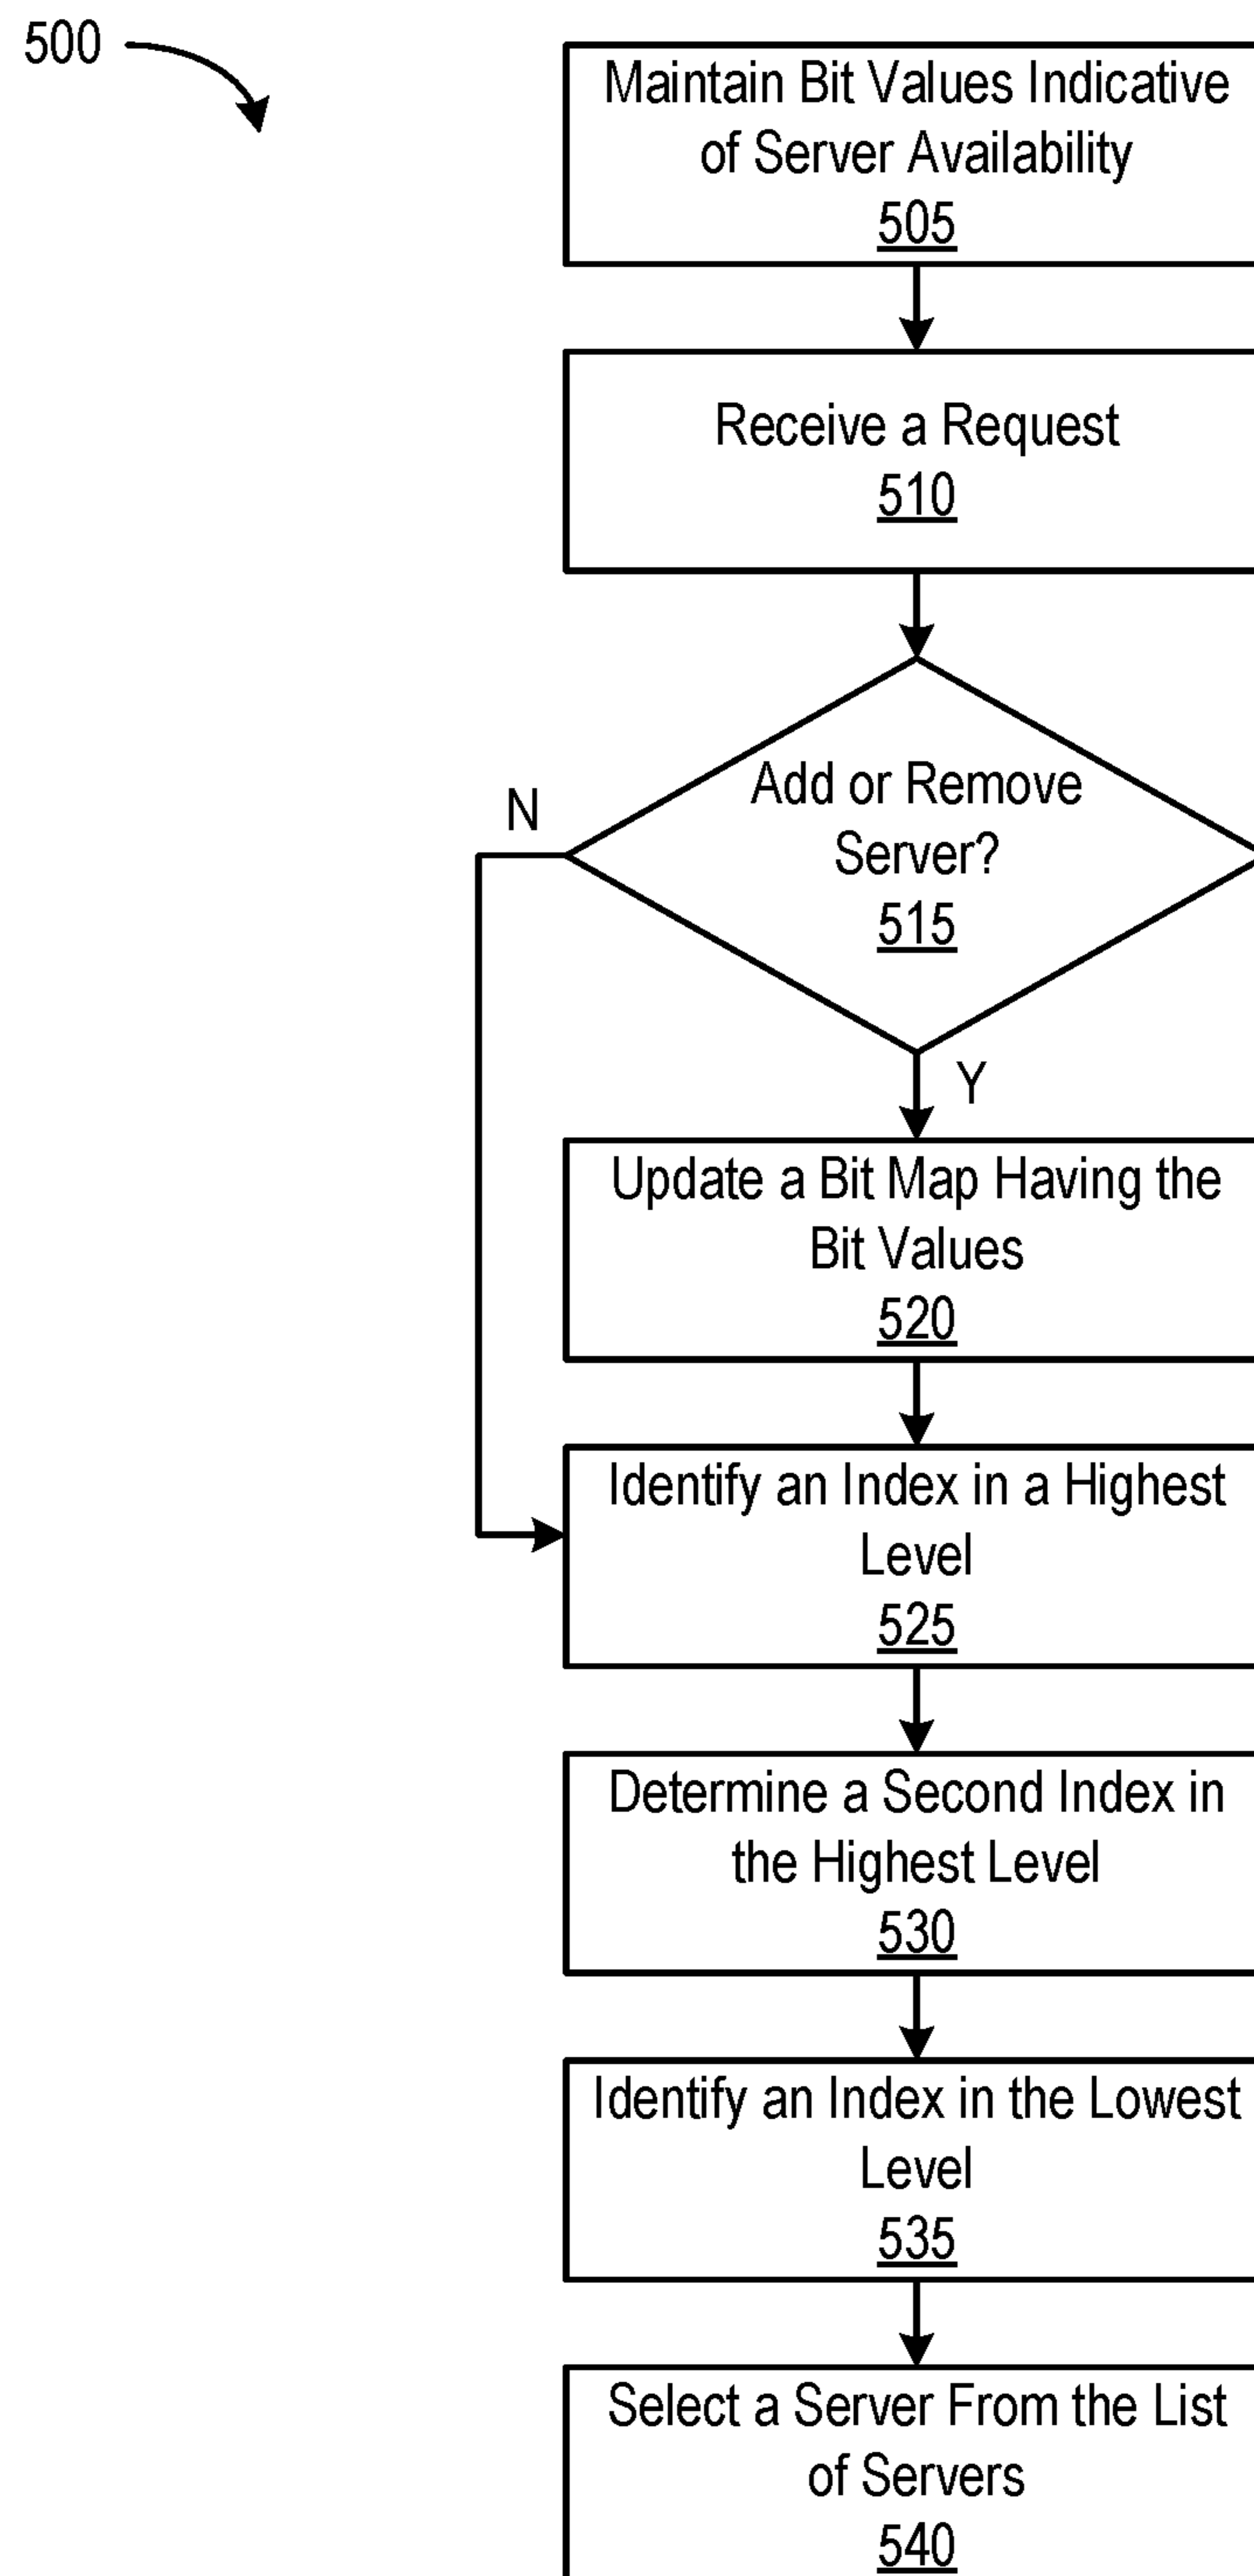 500
Maintain Bit Values Indicative
of Server Availability
505
Receive a Request
510
Add or Remove
Server?
515
N
Y
Update a Bit Map Having the
Bit Values
520
Identify an Index in a Highest
Level
525
Determine a Second Index in
the Highest Level
530
Identify an Index in the Lowest
Level
535
Select a Server From the List
of Servers
540